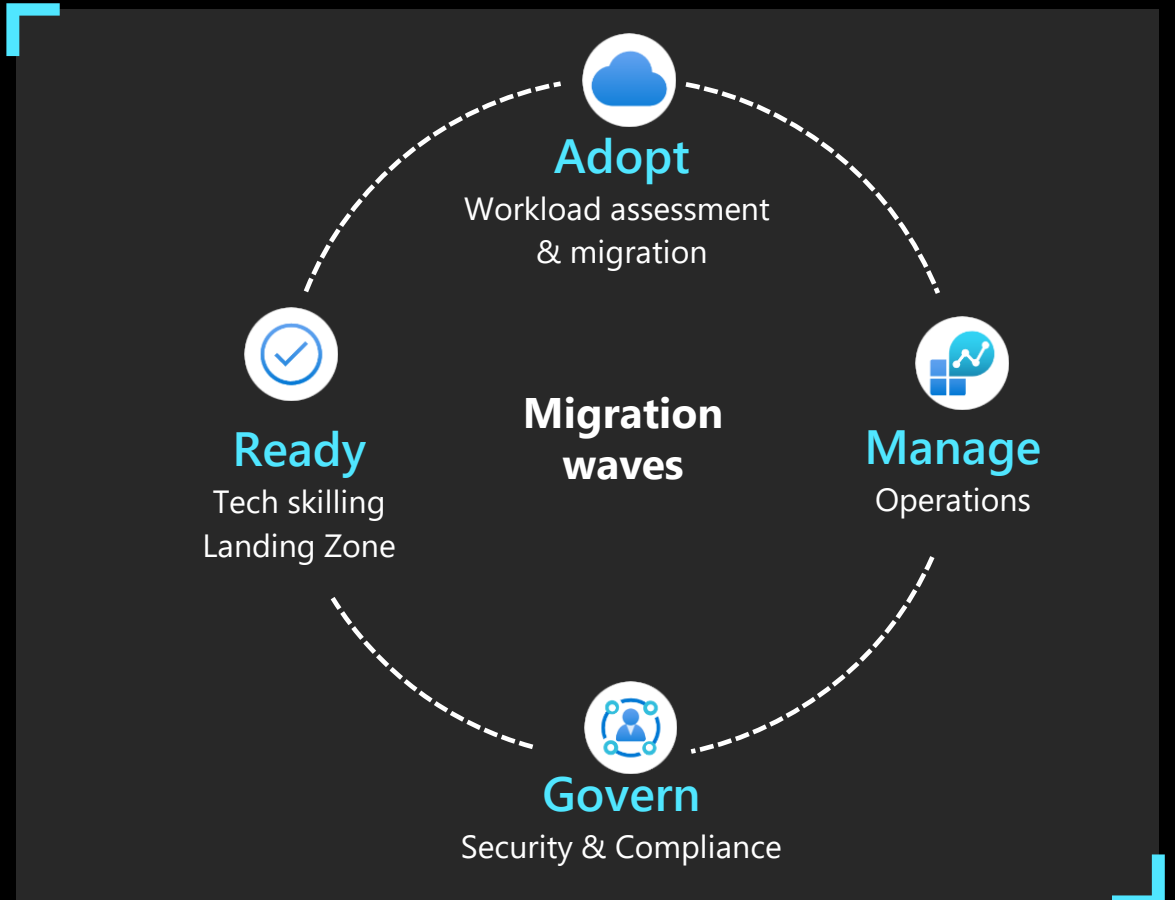 Adopt
Workload assessment
& migration
Ready
Tech skilling
Landing Zone
Migration
waves
Manage
Operations
Govern
Security & Compliance